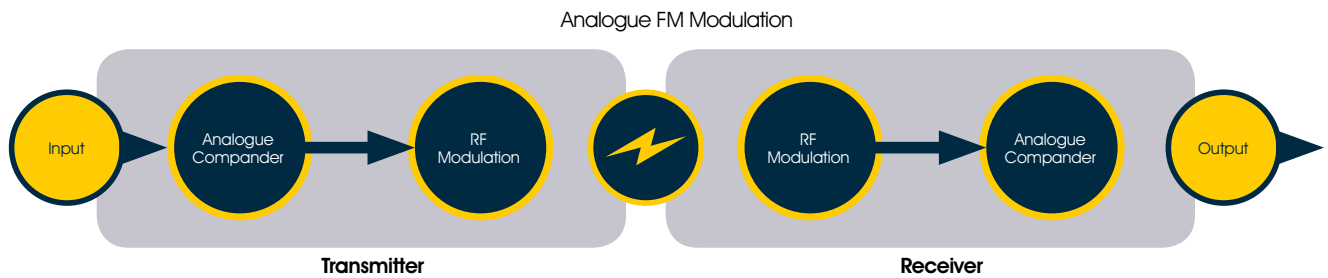 Analogue FM Modulation
Input
Analogue
Compander
RF
Modulation
RF
Modulation
Analogue
Compander
Output
Transmitter
Receiver